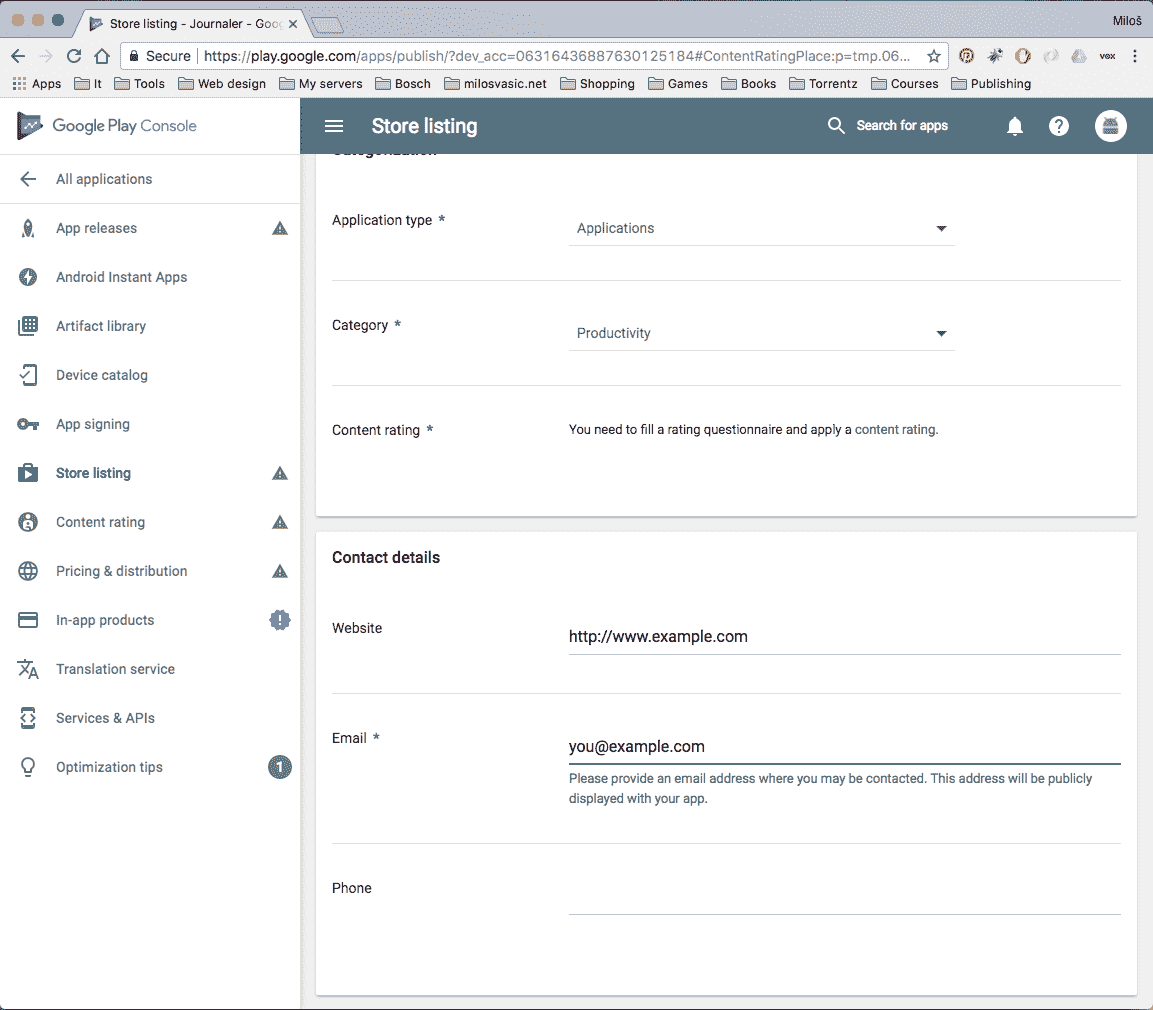 Store listing - Journaler - Goo
Miloš
Secure
https://play.google.com/apps/publish/?dev_acc=06316436887630125184#ContentRatingPlace:p=tmp.06...
vox
Apps It Tools Web design My servers Bosch milosvasic.net Shopping Games Books Torrentz Courses Publishing
Google Play Console
Store listing
Search for apps
?
All applications
App releases
Android Instant Apps
Artifact library
Device catalog
App signing
Store listing
Content rating
Pricing & distribution
In-app products
!
Translation service
Services & APIs
Optimization tips
1
Categorization
Application type *
Applications
Category *
Productivity
Content rating *
You need to fill a rating questionnaire and apply a content rating.
Contact details
Website
http://www.example.com
Email *
you@example.com
Please provide an email address where you may be contacted. This address will be publicly
displayed with your app.
Phone